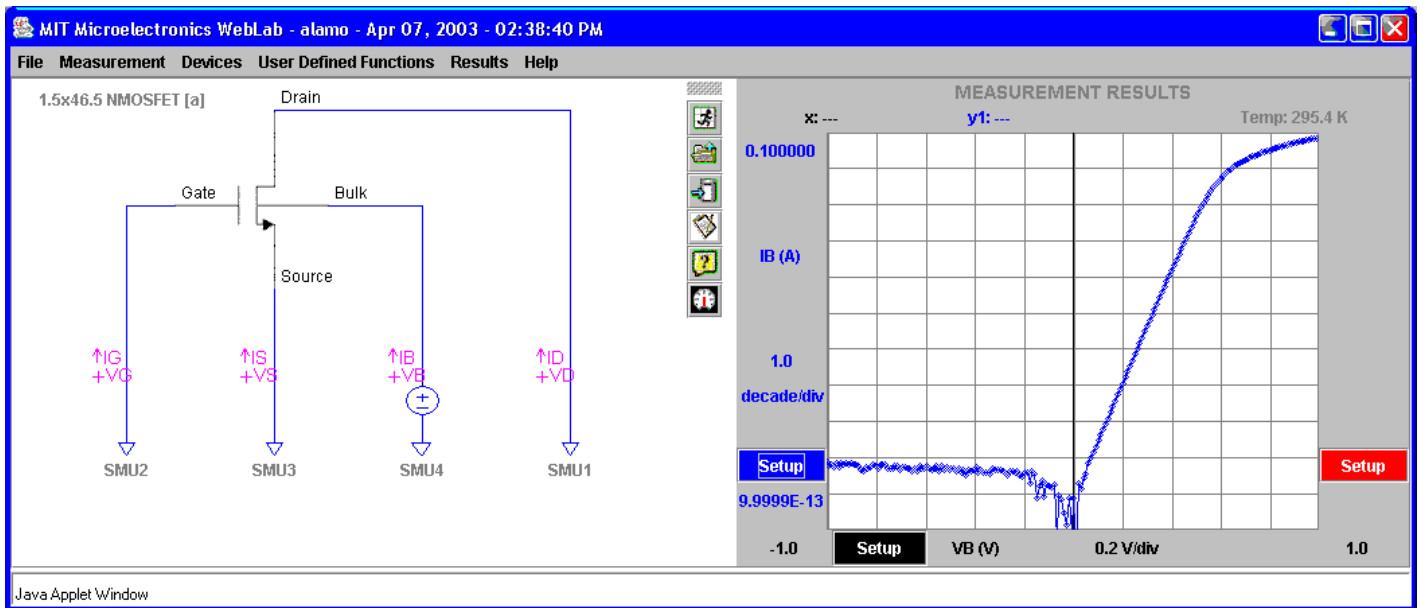 MIT Microelectronics WebLab - alamo - Apr 07, 2003 - 02:38:40 PM
File Measurement Devices User Defined Functions Results Help
1.5x46.5 NMOSFET [a]
Drain
Gate
Bulk
Source
↑IG
+VG
↑IS
+VS
↑IB
+VB
↑ID
+VD
SMU2
SMU3
SMU4
SMU1
MEASUREMENT RESULTS
x: ---
y1: ---
Temp: 295.4 K
0.100000
IB (A)
1.0
decade/div
Setup
9.9999E-13
Setup
-1.0
Setup
VB (V)
0.2 V/div
1.0
Java Applet Window